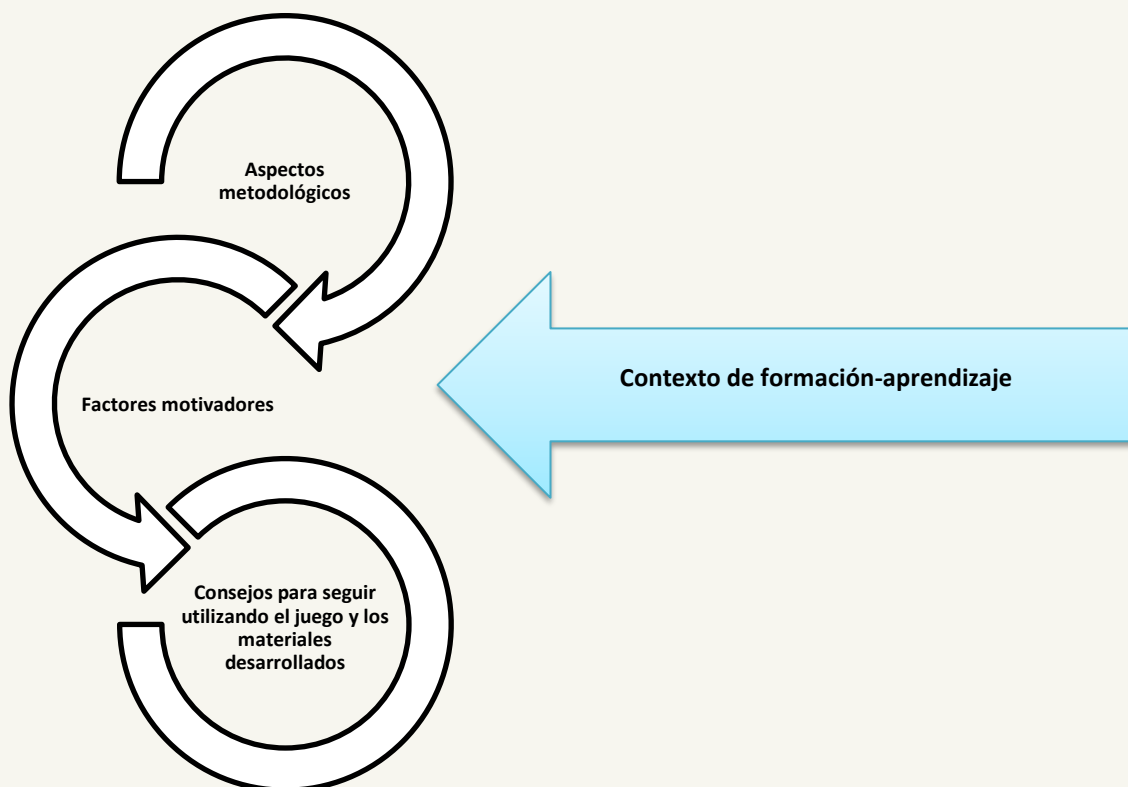 Aspectos
metodológicos
Factores motivadores
Contexto de formación-aprendizaje
Consejos para seguir
utilizando el juego y los
materiales
desarrollados